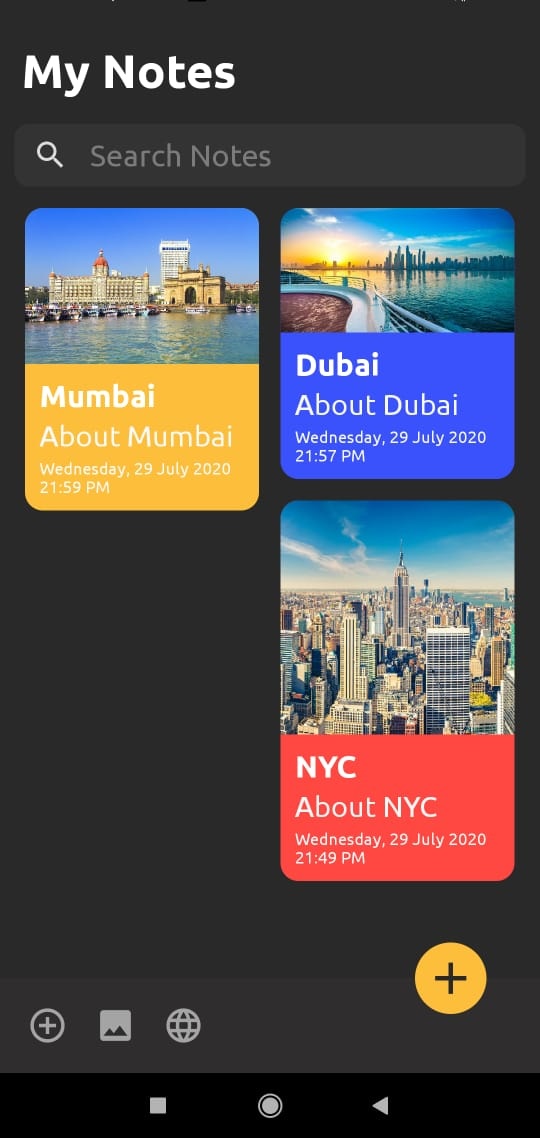 My Notes
Search Notes
Mumbai
About Mumbai
Wednesday, 29 July 2020
21:59 PM
Dubai
About Dubai
Wednesday, 29 July 2020
21:57 PM
NYC
About NYC
Wednesday, 29 July 2020
21:49 PM